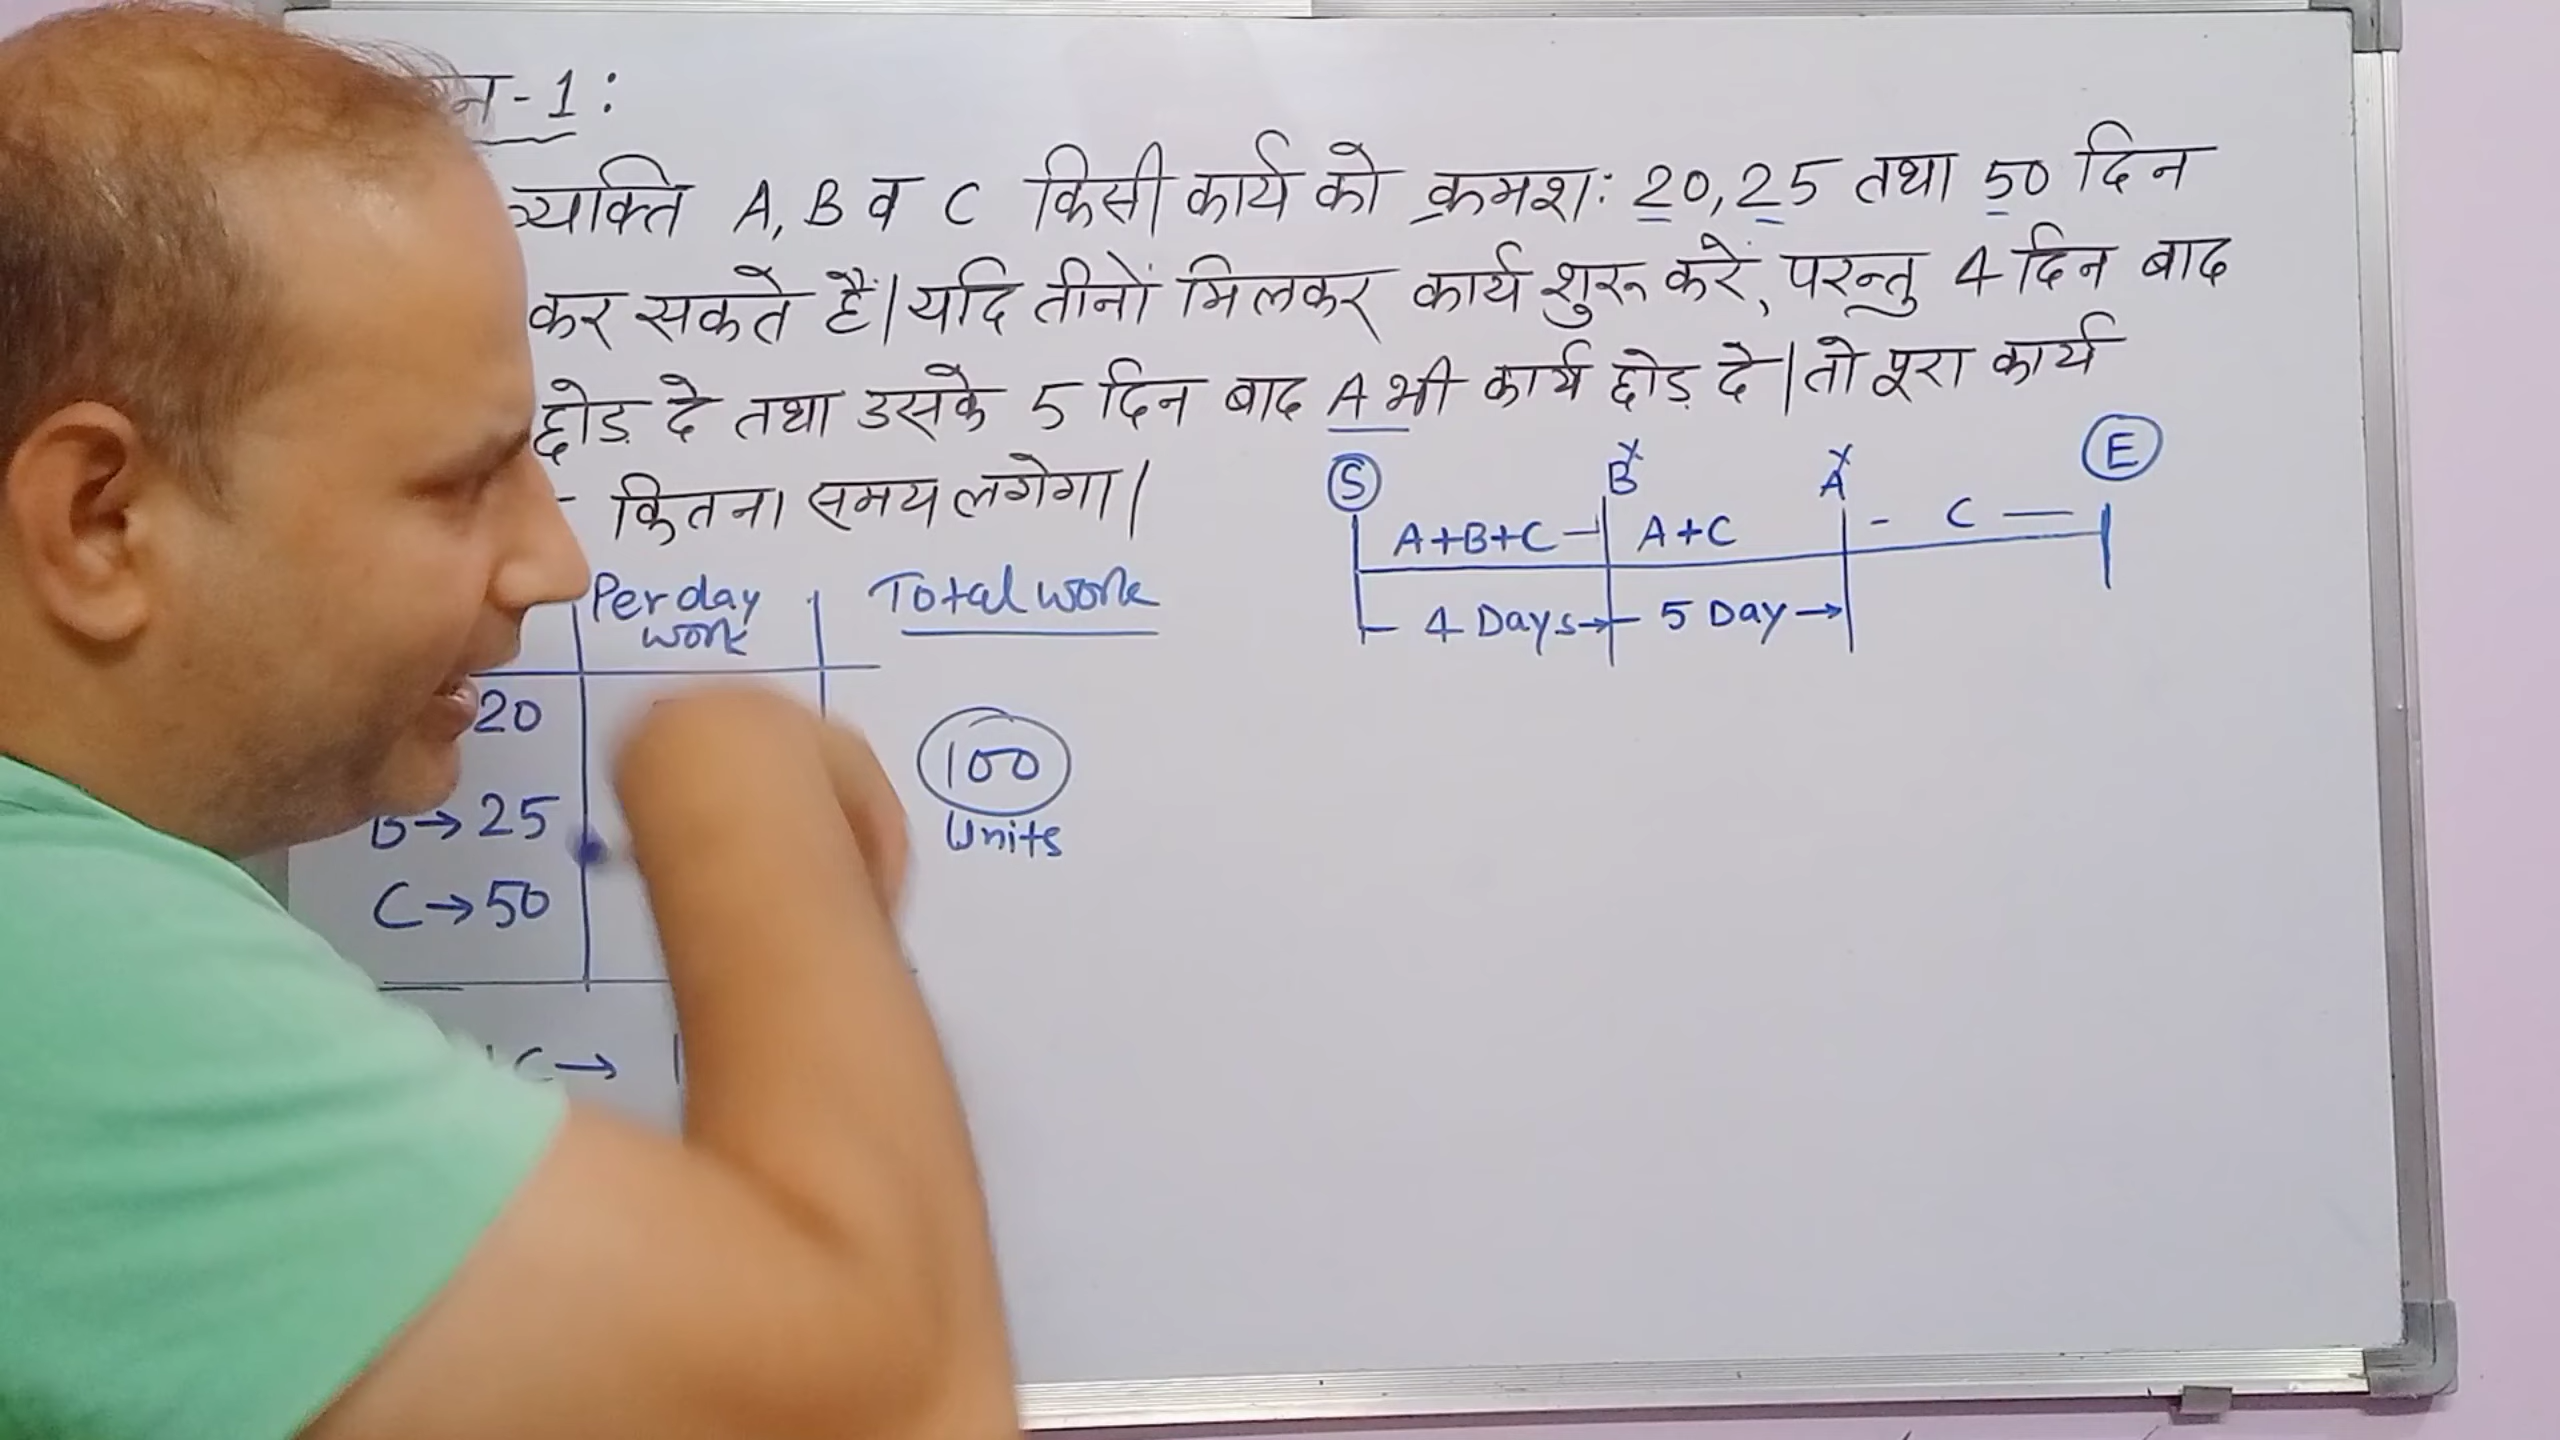 न-1:
व्यक्ति A, B व C किसी कार्य को क्रमशः 20, 25 तथा 50 दिन
कर सकते हैं। यदि तीनों मिलकर कार्य शुरू करें, परन्तु 4 दिन बाद
छोड़ दे तथा उसके 5 दिन बाद A भी कार्य छोड़ दे। तो पूरा कार्य
कितना समय लगेगा।
S B A E
A+B+C A+C - C —
4 Days 5 Day
Per day work Total work
20
B→25
C→50
100 Units
C→